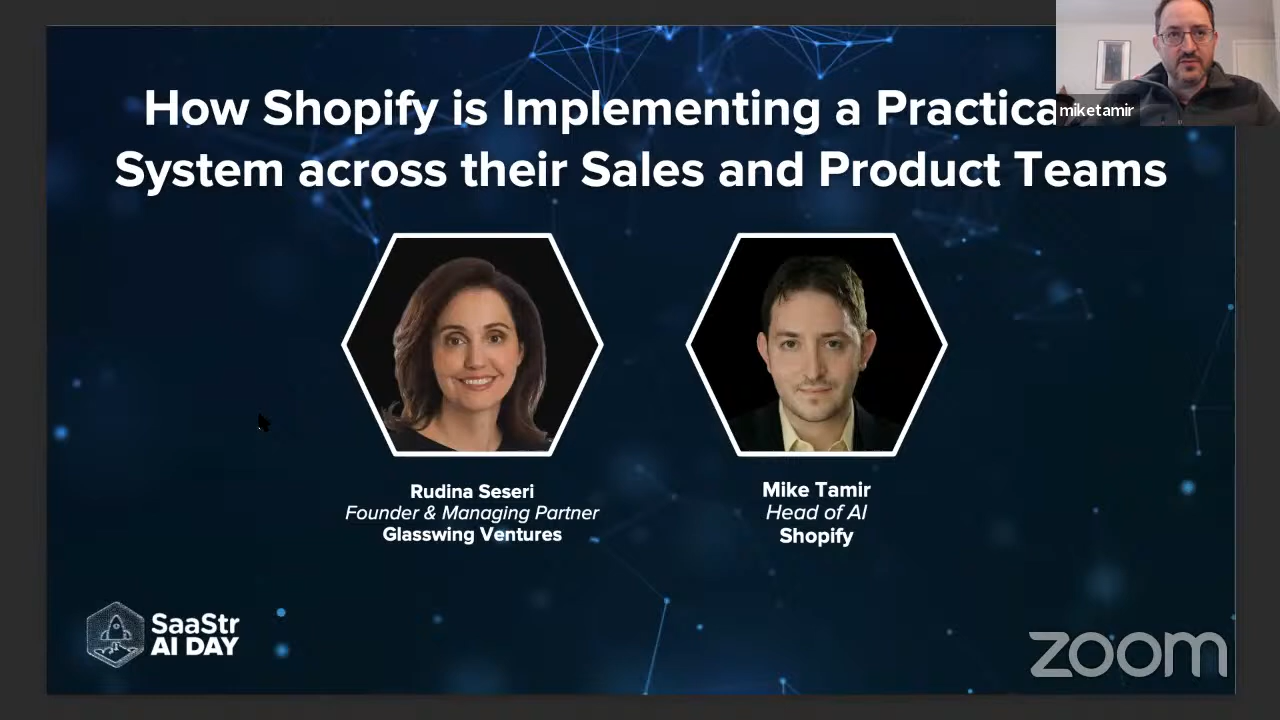 How Shopify is Implementing a Practica
System across their Sales and Product Teams
miketamir
Rudina Seseri
Founder & Managing Partner
Glasswing Ventures
Mike Tamir
Head of AI
Shopify
SaaStr
AI DAY
zoom